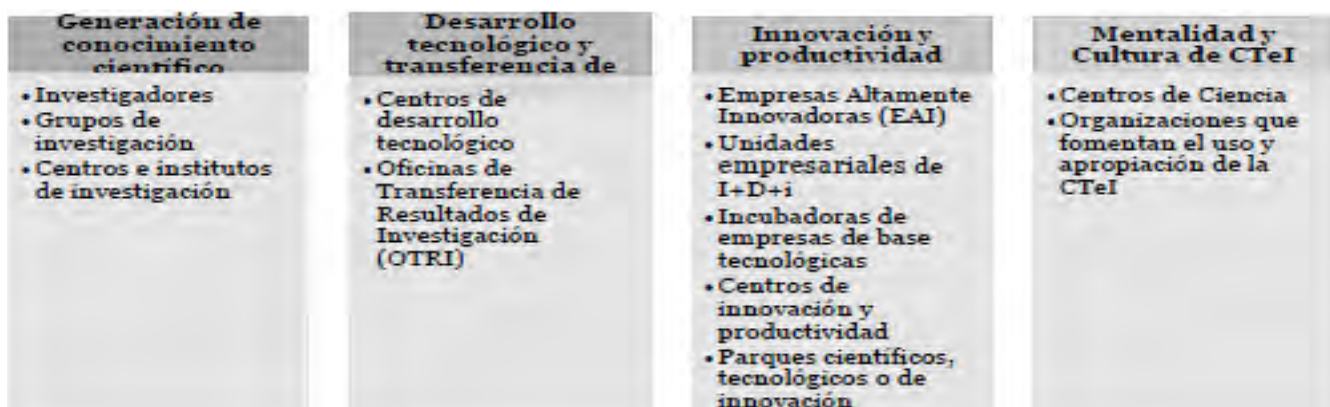 Generación de
conocimiento
científico
• Investigadores
• Grupos de
investigación
• Centros e institutos
de investigación
Desarrollo
tecnológico y
transferencia de
• Centros de
desarrollo
tecnológico
• Oficinas de
Transferencia de
Resultados de
Investigación
(OTRI)
Innovación y
productividad
• Empresas Altamente
Innovadoras (EAI)
• Unidades
empresariales de
I+D+i
• Incubadoras de
empresas de base
tecnológicas
• Centros de
innovación y
productividad
• Parques científicos,
tecnológicos o de
innovación
Mentalidad y
Cultura de CTeI
• Centros de Ciencia
• Organizaciones que
fomentan el uso y
apropiación de la
CTeI